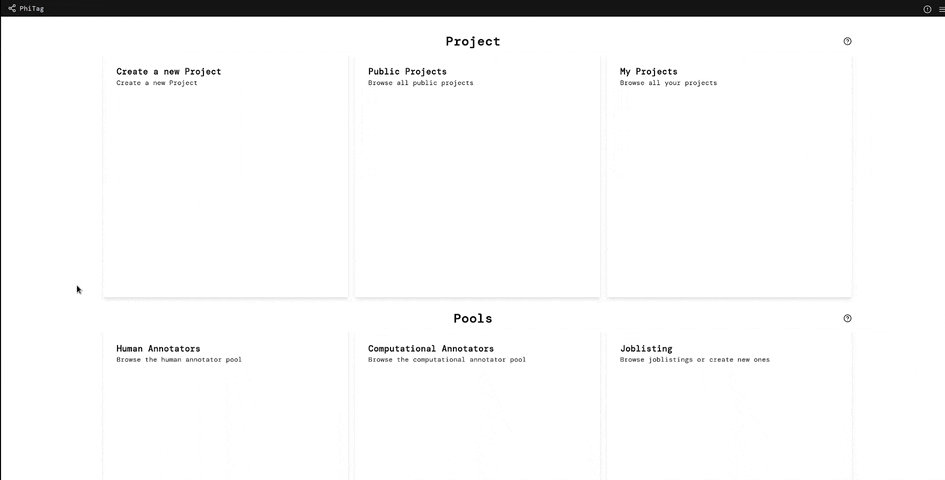 PhiTag
Project
Create a new Project
Create a new Project
Public Projects
Browse all public projects
My Projects
Browse all your projects
Pools
Human Annotators
Browse the human annotator pool
Computational Annotators
Browse the computational annotator pool
Joblisting
Browse joblistings or create new ones